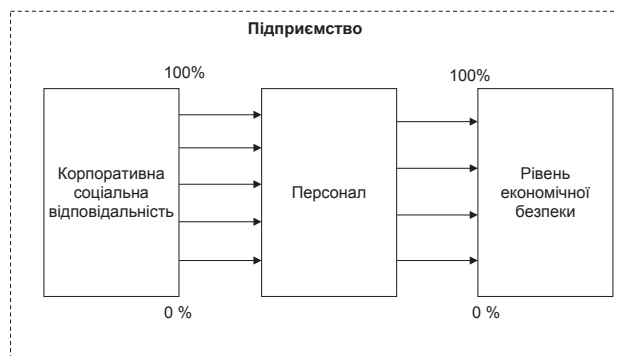 Підприємство
100%
100%
Корпоративна
соціальна
відповідальність
Персонал
Рівень
економічної
безпеки
0 %
0 %